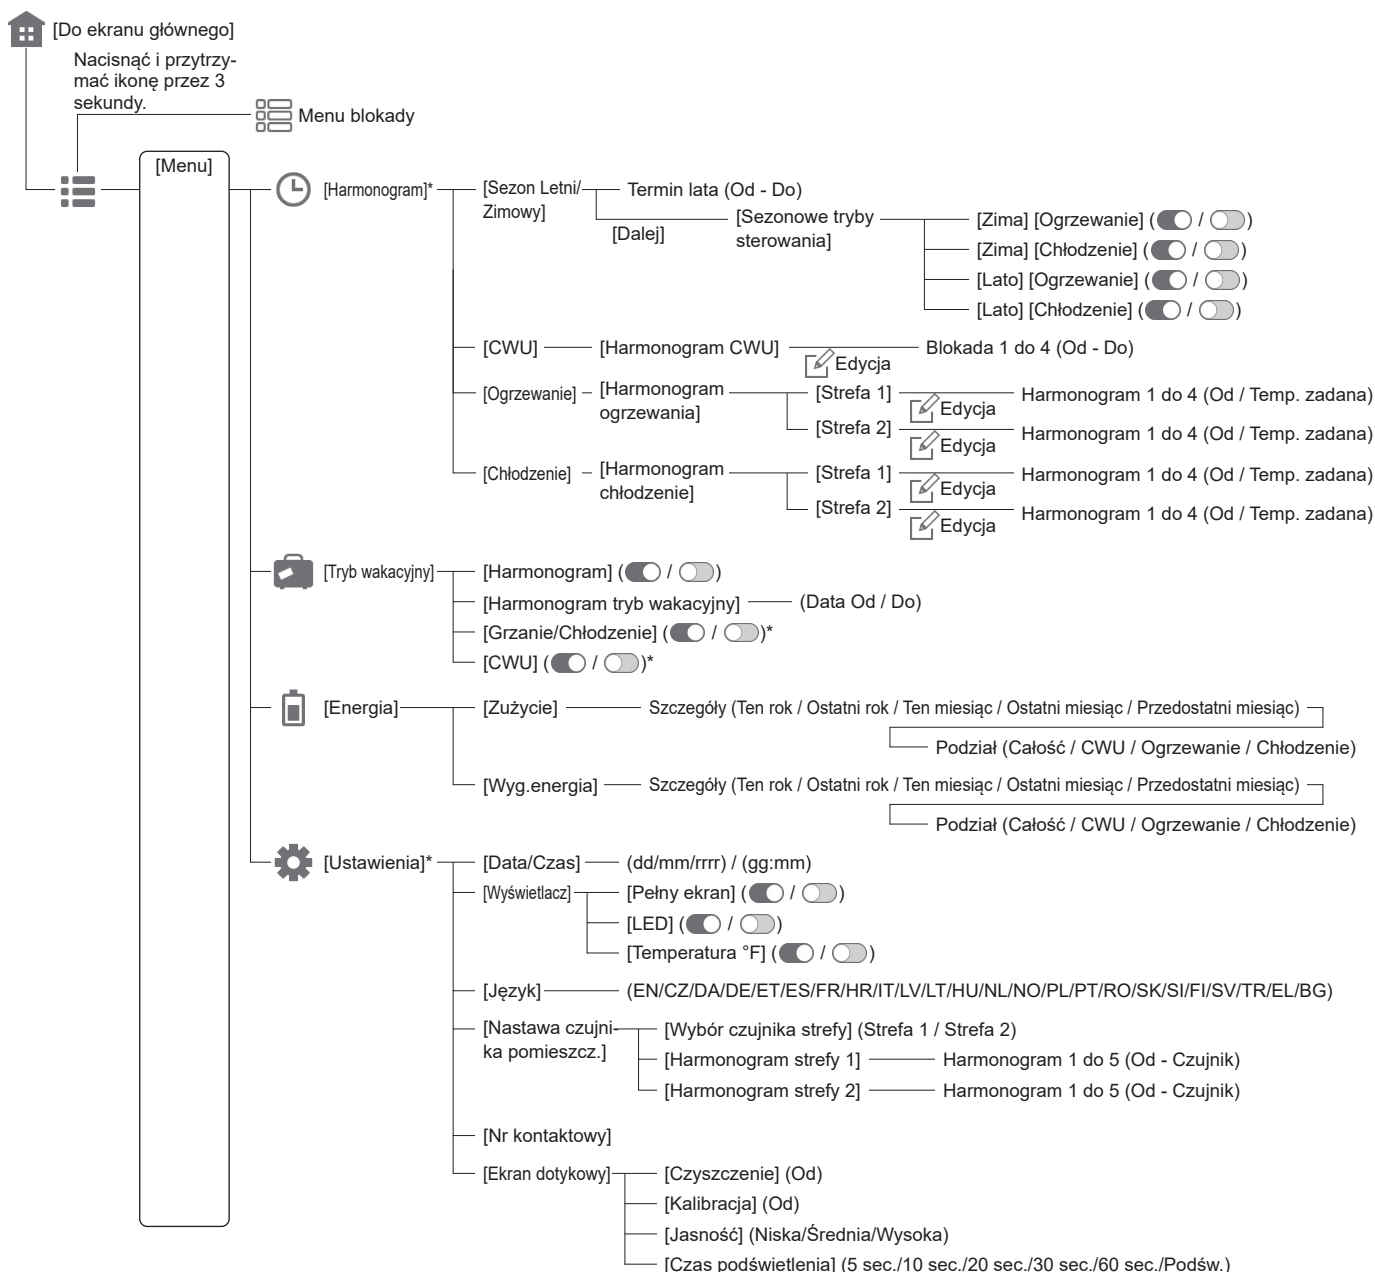 [Do ekranu głównego]
Nacisnąć i przytrzy-
mać ikonę przez 3
sekundy.
Menu blokady
[Menu]
[Harmonogram]*
[Sezon Letni/
Zimowy]
Termin lata (Od - Do)
[Dalej]
[Sezonowe tryby
sterowania]
[Zima] [Ogrzewanie] ( / )
[Zima] [Chłodzenie] ( / )
[Lato] [Ogrzewanie] ( / )
[Lato] [Chłodzenie] ( / )
[CWU]
[Harmonogram CWU]
Edycja
Blokada 1 do 4 (Od - Do)
[Ogrzewanie]
[Harmonogram
ogrzewania]
[Strefa 1]
Edycja
Harmonogram 1 do 4 (Od / Temp. zadana)
[Strefa 2]
Edycja
Harmonogram 1 do 4 (Od / Temp. zadana)
[Chłodzenie]
[Harmonogram
chłodzenie]
[Strefa 1]
Edycja
Harmonogram 1 do 4 (Od / Temp. zadana)
[Strefa 2]
Edycja
Harmonogram 1 do 4 (Od / Temp. zadana)
[Tryb wakacyjny]
[Harmonogram] ( / )
[Harmonogram tryb wakacyjny]
(Data Od / Do)
[Grzanie/Chłodzenie] ( / )*
[CWU] ( / )*
[Energia]
[Zużycie]
Szczegóły (Ten rok / Ostatni rok / Ten miesiąc / Ostatni miesiąc / Przedostatni miesiąc)
Podział (Całość / CWU / Ogrzewanie / Chłodzenie)
[Wyg.energia]
Szczegóły (Ten rok / Ostatni rok / Ten miesiąc / Ostatni miesiąc / Przedostatni miesiąc)
Podział (Całość / CWU / Ogrzewanie / Chłodzenie)
[Ustawienia]*
[Data/Czas]
(dd/mm/rrrr) / (gg:mm)
[Wyświetlacz]
[Pełny ekran] ( / )
[LED] ( / )
[Temperatura °F] ( / )
[Język]
(EN/CZ/DA/DE/ET/ES/FR/HR/IT/LV/LT/HU/NL/NO/PL/PT/RO/SK/SI/FI/SV/TR/EL/BG)
[Nastawa czujni-
ka pomieszcz.]
[Wybór czujnika strefy] (Strefa 1 / Strefa 2)
[Harmonogram strefy 1]
Harmonogram 1 do 5 (Od - Czujnik)
[Harmonogram strefy 2]
Harmonogram 1 do 5 (Od - Czujnik)
[Nr kontaktowy]
[Ekran dotykowy]
[Czyszczenie] (Od)
[Kalibracja] (Od)
[Jasność] (Niska/Średnia/Wysoka)
[Czas podświetlenia] (5 sec./10 sec./20 sec./30 sec./60 sec./Podśw.)